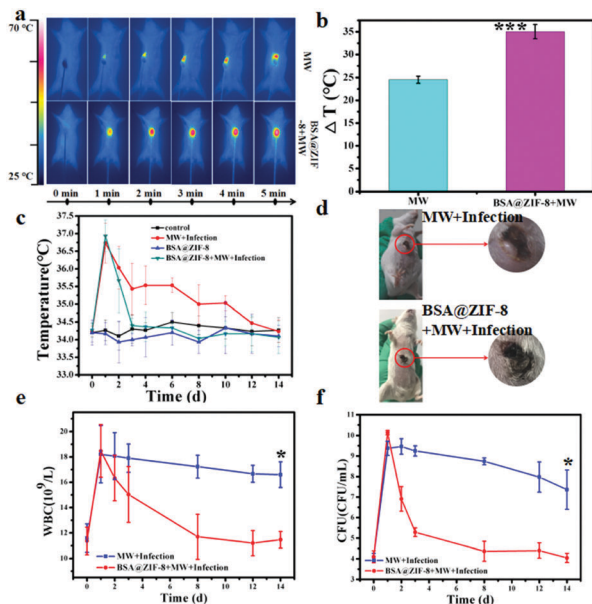 a
70 °C
25 °C
MW
BSA@ZIF
-8+MW
0 min
1 min
2 min
3 min
4 min
5 min
b
Δ T (°C)
35
30
25
20
15
10
5
0
***
MW
BSA@ZIF-8+MW
c
Temperature(°C)
37.5
37.0
36.5
36.0
35.5
35.0
34.5
34.0
33.5
33.0
control
MW+Infection
BSA@ZIF-8
BSA@ZIF-8+MW+Infection
0 2 4 6 8 10 12 14
Time (d)
d
MW+Infection
BSA@ZIF-8
+MW+Infection
e
WBC(10⁹/L)
20
18
16
14
12
10
*
MW+Infection
BSA@ZIF-8+MW+Infection
0 2 4 6 8 10 12 14
Time (d)
f
CFU(CFU/mL)
11
10
9
8
7
6
5
4
3
*
MW+Infection
BSA@ZIF-8+MW+Infection
0 2 4 6 8 10 12 14
Time (d)